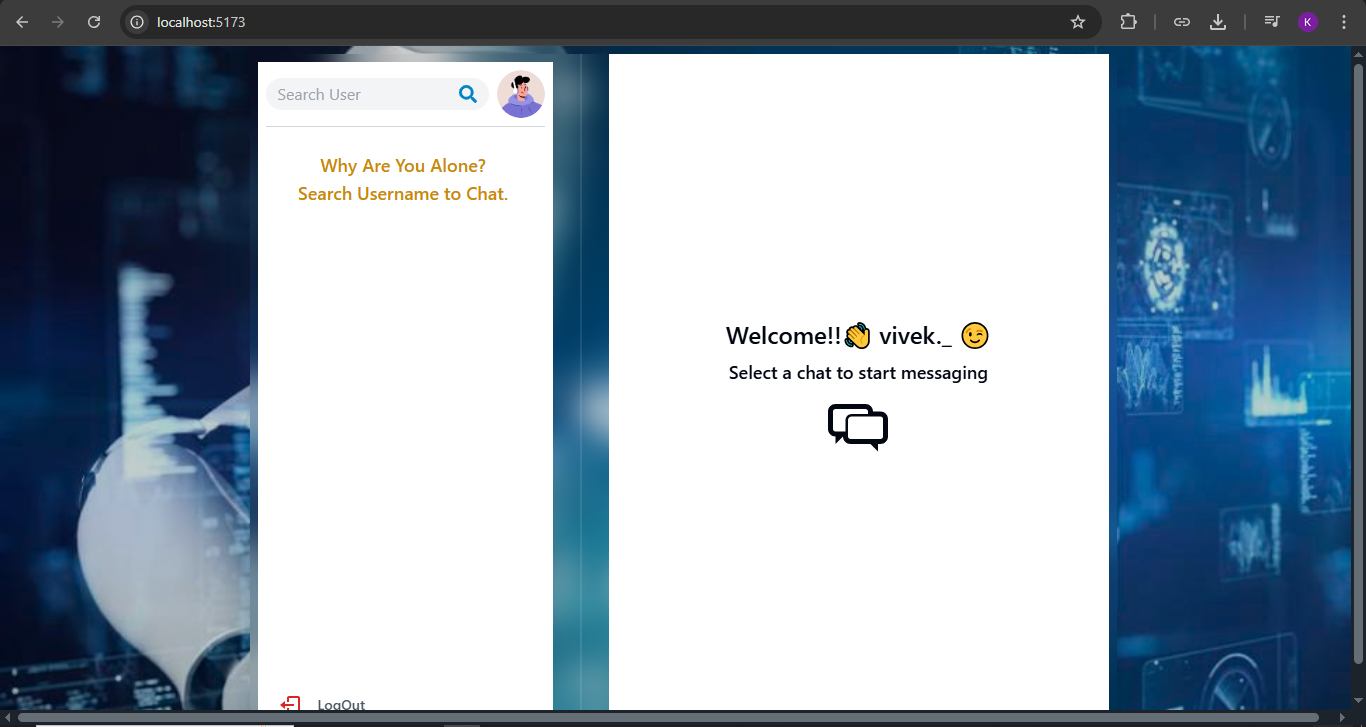 localhost:5173
K
Search User
Why Are You Alone?
Search Username to Chat.
Welcome!!👋 vivek._ 😉
Select a chat to start messaging
LogOut